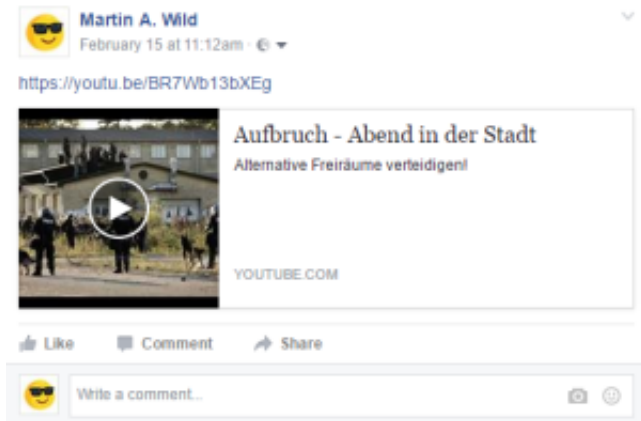 Martin A. Wild
February 15 at 11:12am ·
https://youtu.be/BR7Wb13bXEg
Aufbruch - Abend in der Stadt
Alternative Freiräume verteidigen!
YOUTUBE.COM
Like Comment Share
Write a comment...